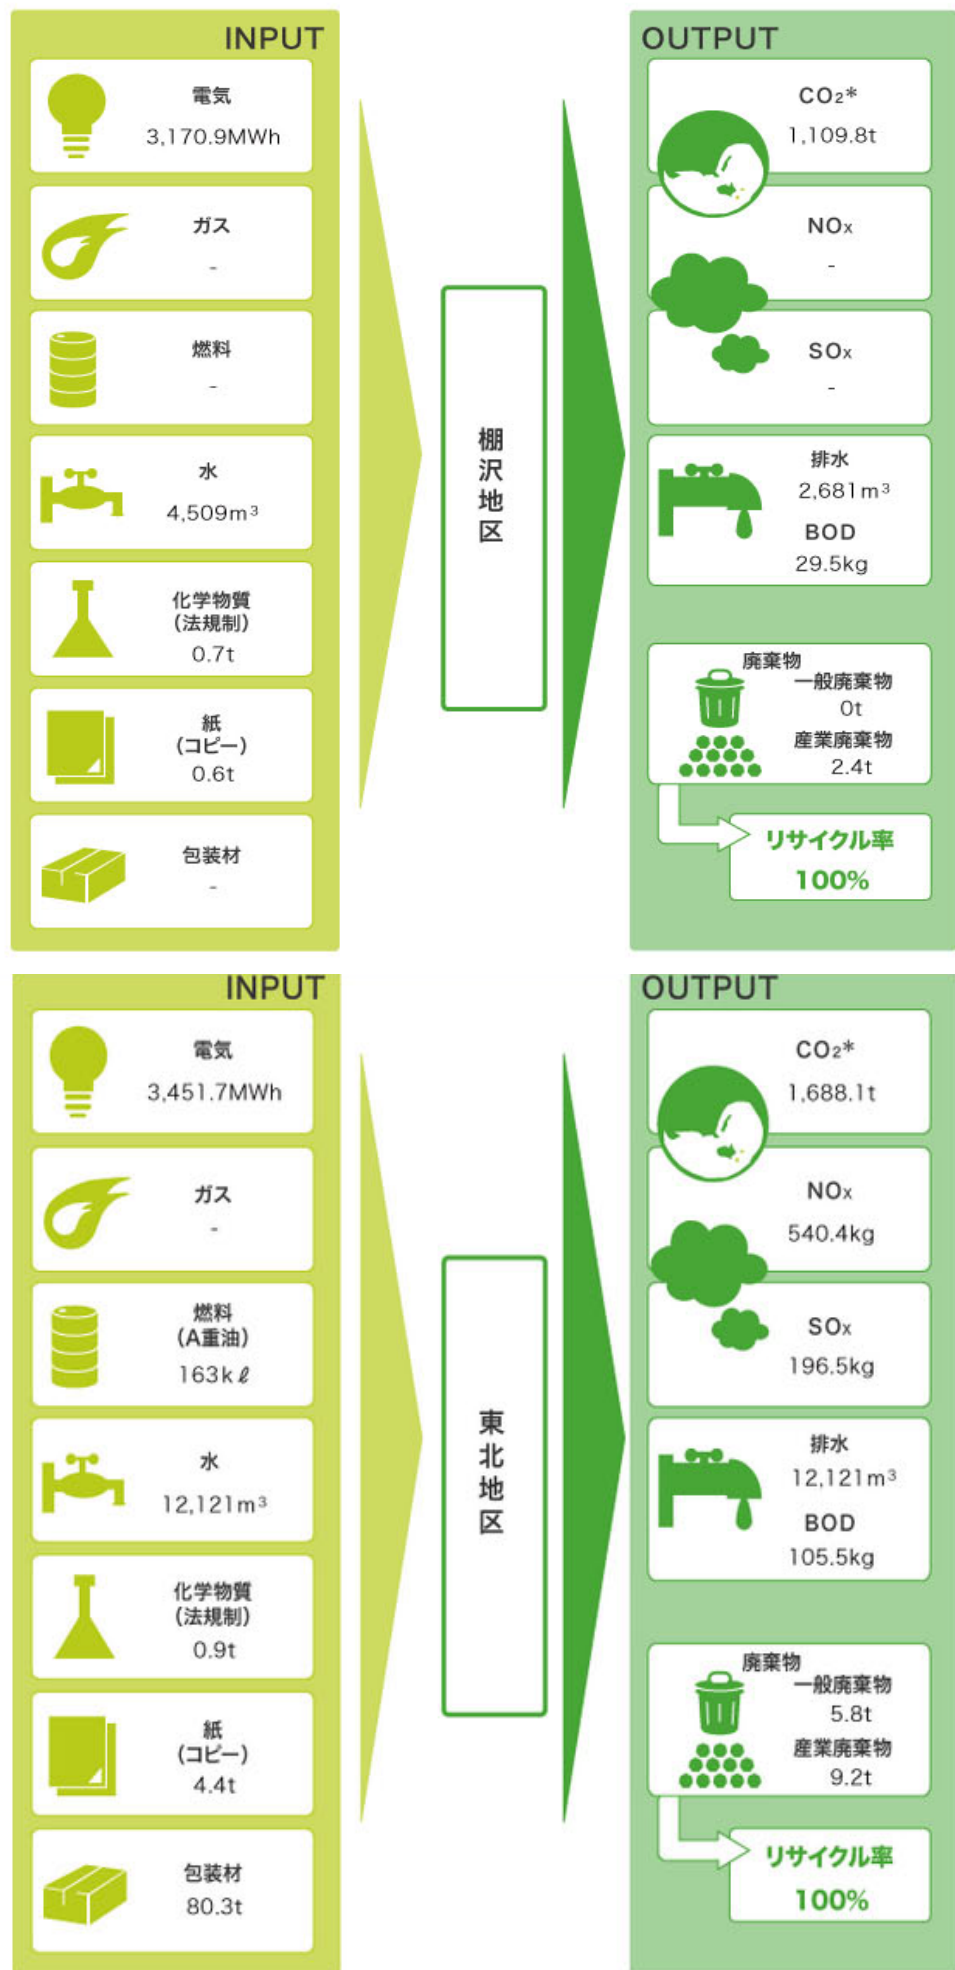 INPUT
電気
3,170.9MWh
ガス
-
燃料
-
水
4,509m³
化学物質
(法規制)
0.7t
紙
(コピー)
0.6t
包装材
-
棚沢地区
OUTPUT
CO₂*
1,109.8t
NOx
-
SOx
-
排水
2,681m³
BOD
29.5kg
廃棄物
一般廃棄物
0t
産業廃棄物
2.4t
リサイクル率
100%
INPUT
電気
3,451.7MWh
ガス
-
燃料
(A重油)
163kℓ
水
12,121m³
化学物質
(法規制)
0.9t
紙
(コピー)
4.4t
包装材
80.3t
東北地区
OUTPUT
CO₂*
1,688.1t
NOx
540.4kg
SOx
196.5kg
排水
12,121m³
BOD
105.5kg
廃棄物
一般廃棄物
5.8t
産業廃棄物
9.2t
リサイクル率
100%